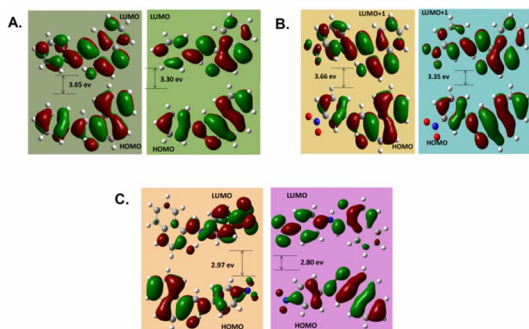 A.
LUMO
3.65 ev
HOMO
LUMO
3.30 ev
HOMO
B.
LUMO+1
3.66 ev
HOMO
LUMO+1
3.35 ev
HOMO
C.
LUMO
2.97 ev
HOMO
LUMO
2.80 ev
HOMO